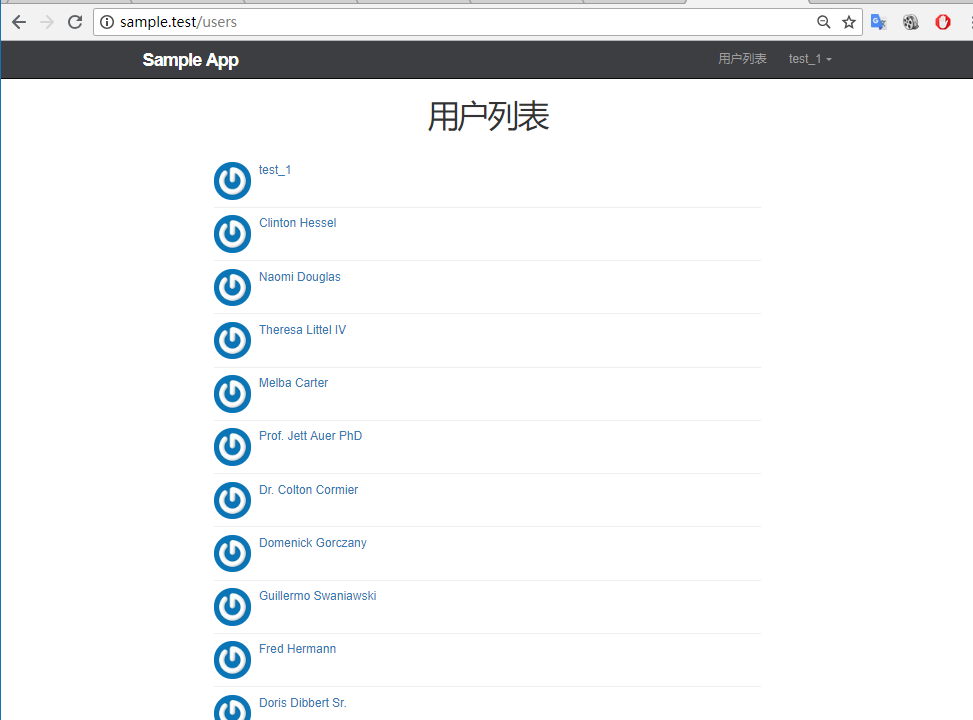 sample.test/users
Sample App 用户列表 test_1
用户列表
test_1
Clinton Hessel
Naomi Douglas
Theresa Littel IV
Melba Carter
Prof. Jett Auer PhD
Dr. Colton Cormier
Domenick Gorczany
Guillermo Swaniawski
Fred Hermann
Doris Dibbert Sr.